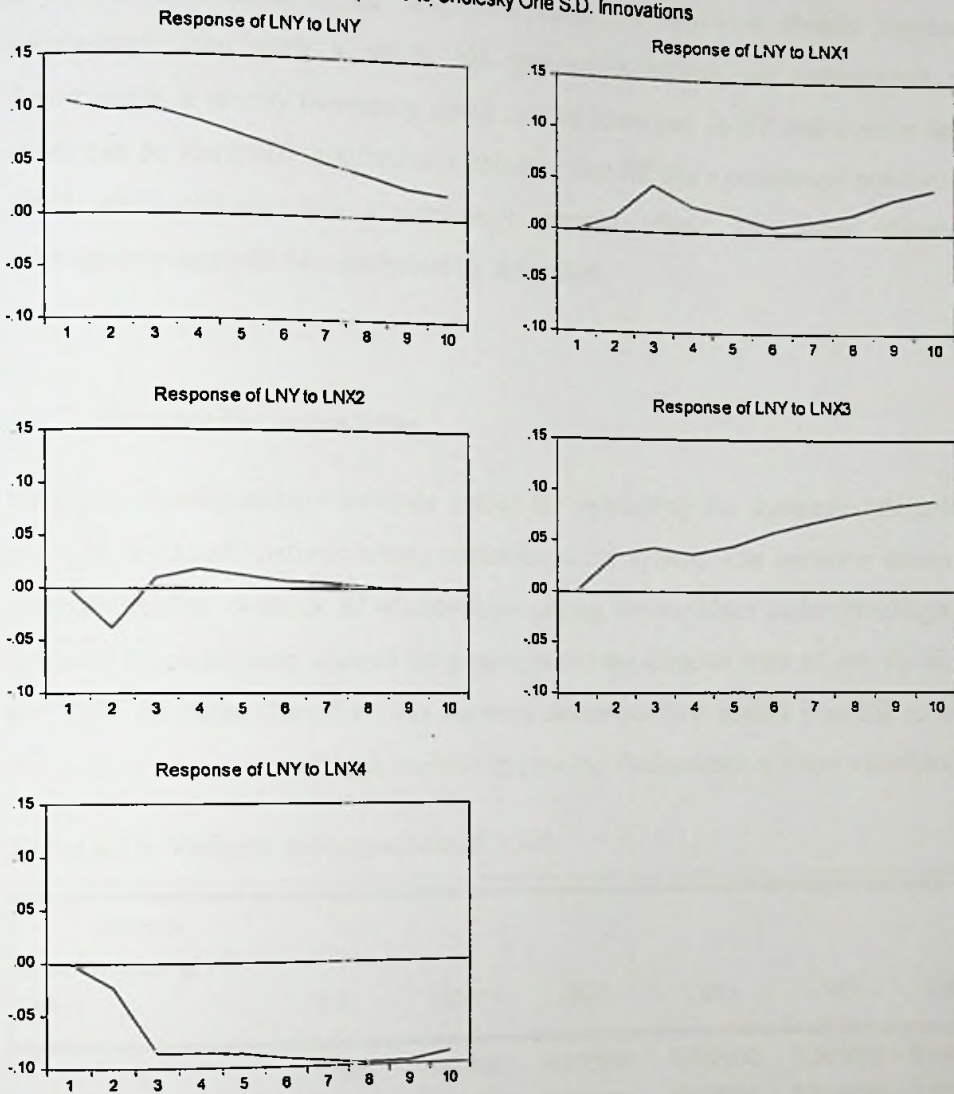 to Cholesky One S.D. Innovations
Response of LNY to LNY
.15
.10
.05
.00
-.05
-.10
1 2 3 4 5 6 7 8 9 10
Response of LNY to LNX1
.15
.10
.05
.00
-.05
-.10
1 2 3 4 5 6 7 8 9 10
Response of LNY to LNX2
.15
.10
.05
.00
-.05
-.10
1 2 3 4 5 6 7 8 9 10
Response of LNY to LNX3
.15
.10
.05
.00
-.05
-.10
1 2 3 4 5 6 7 8 9 10
Response of LNY to LNX4
.15
.10
.05
.00
-.05
-.10
1 2 3 4 5 6 7 8 9 10